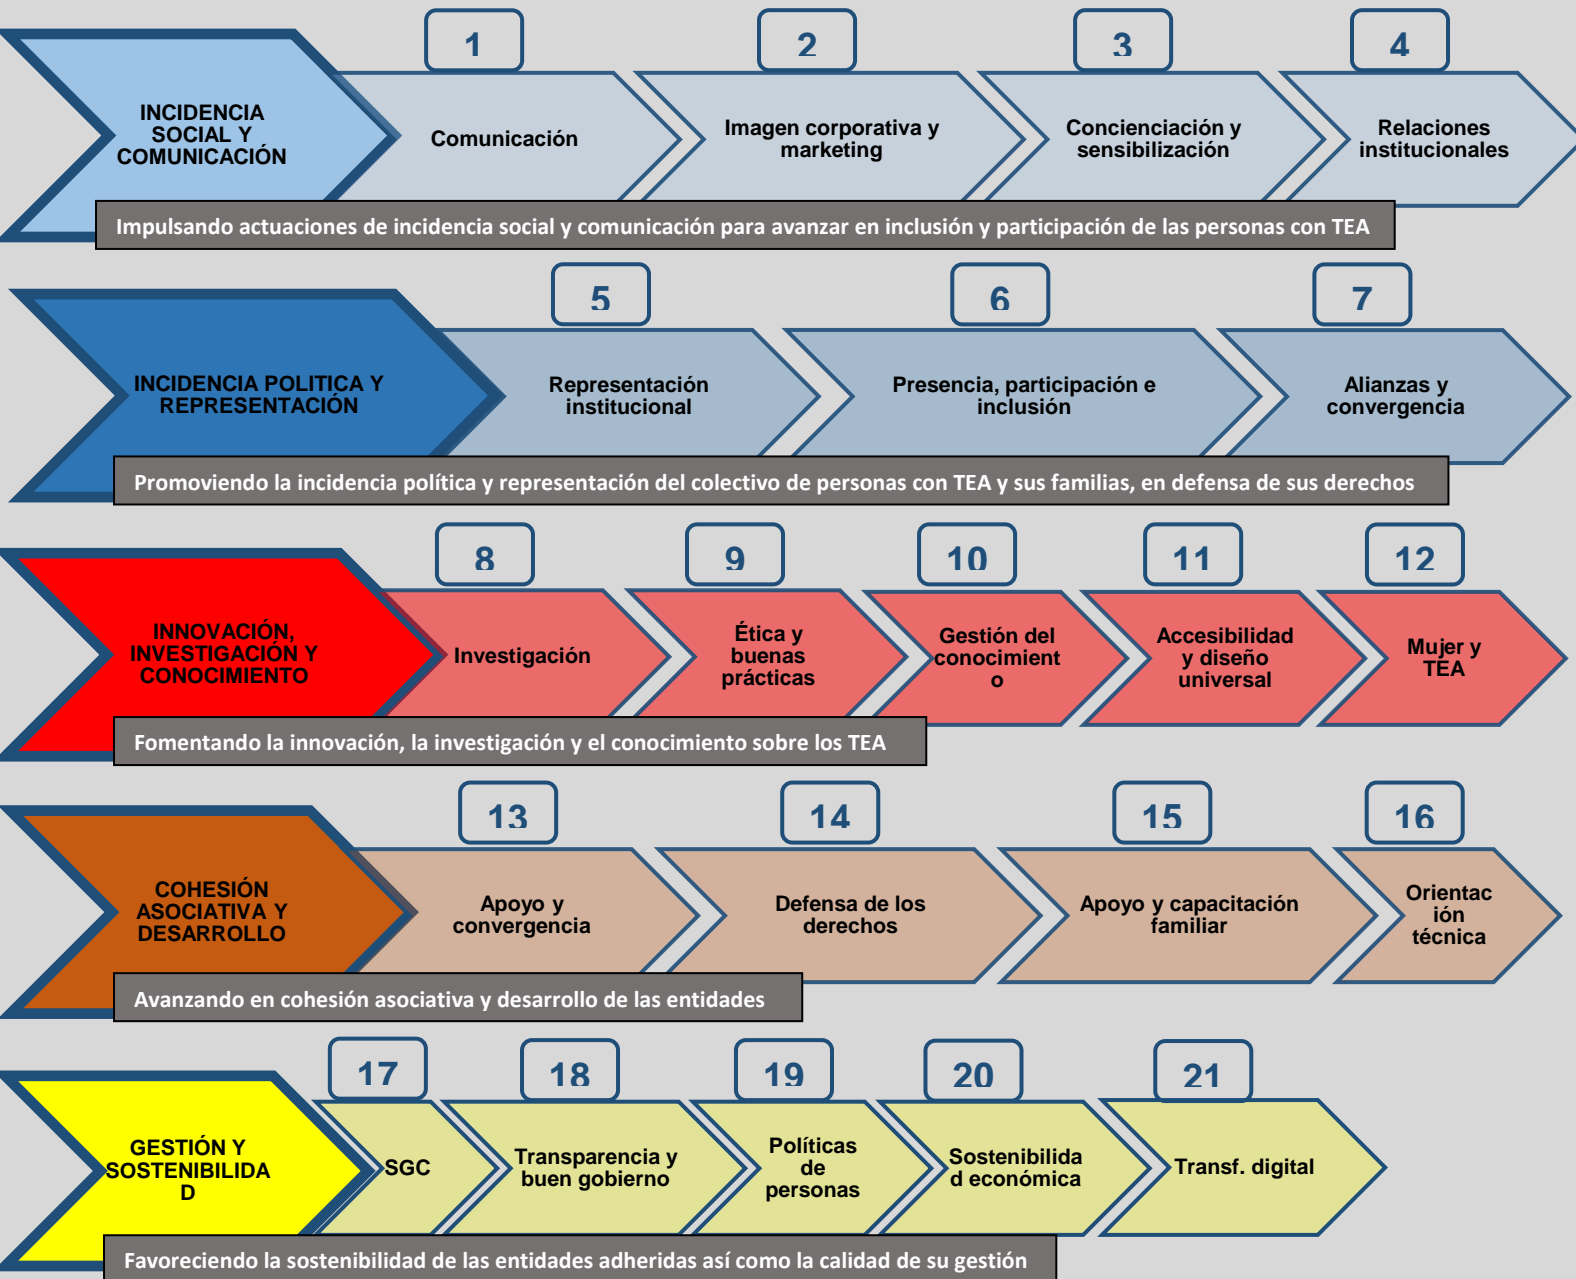 1
2
3
4
INCIDENCIA
SOCIAL Y
COMUNICACIÓN
Comunicación
Imagen corporativa y
marketing
Concienciación y
sensibilización
Relaciones
institucionales
Impulsando actuaciones de incidencia social y comunicación para avanzar en inclusión y participación de las personas con TEA
5
6
7
INCIDENCIA POLITICA Y
REPRESENTACIÓN
Representación
institucional
Presencia, participación e
inclusión
Alianzas y
convergencia
Promoviendo la incidencia política y representación del colectivo de personas con TEA y sus familias, en defensa de sus derechos
8
9
10
11
12
INNOVACIÓN,
INVESTIGACIÓN Y
CONOCIMIENTO
Investigación
Ética y
buenas
prácticas
Gestión del
conocimient
o
Accesibilidad
y diseño
universal
Mujer y
TEA
Fomentando la innovación, la investigación y el conocimiento sobre los TEA
13
14
15
16
COHESIÓN
ASOCIATIVA Y
DESARROLLO
Apoyo y
convergencia
Defensa de los
derechos
Apoyo y capacitación
familiar
Orientac
ión
técnica
Avanzando en cohesión asociativa y desarrollo de las entidades
17
18
19
20
21
GESTIÓN Y
SOSTENIBILIDA
D
SGC
Transparencia y
buen gobierno
Políticas
de
personas
Sostenibilida
d económica
Transf. digital
Favoreciendo la sostenibilidad de las entidades adheridas así como la calidad de su gestión